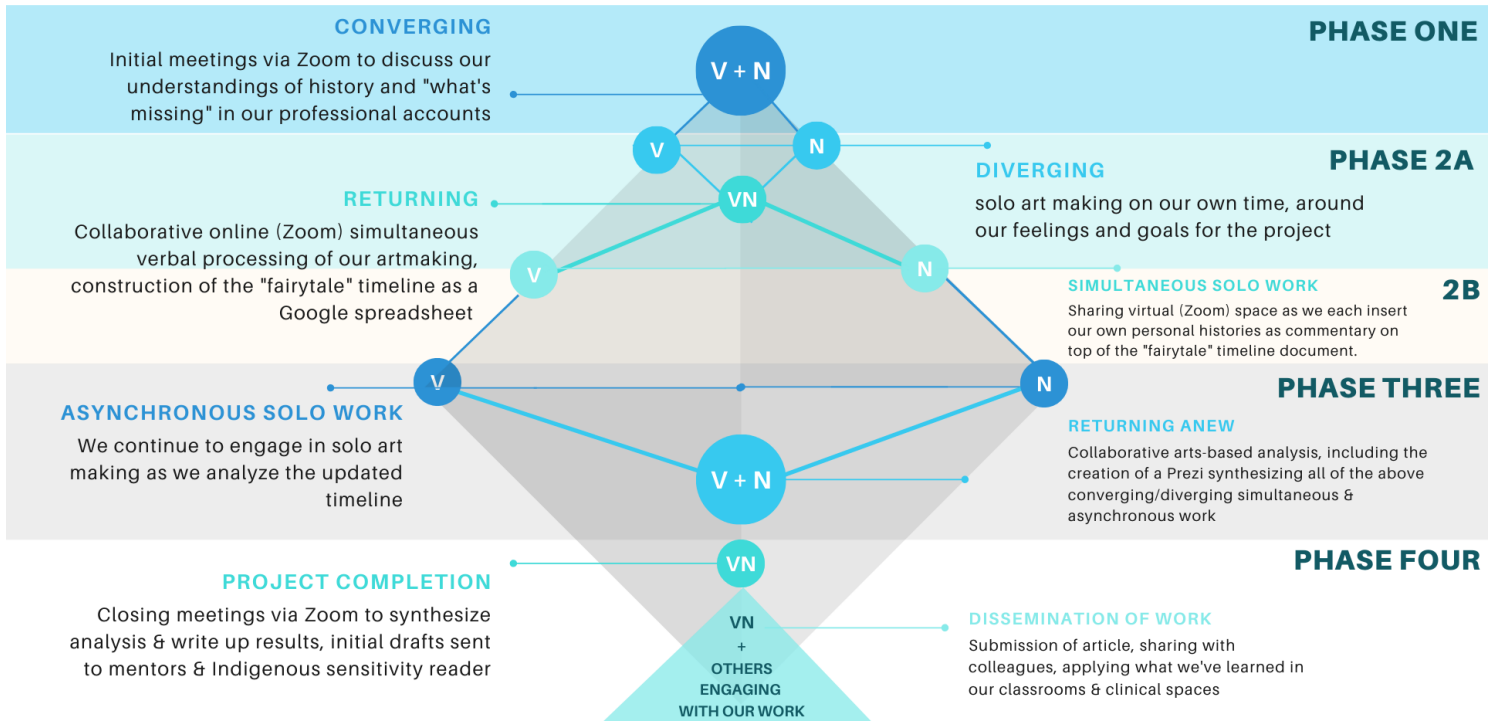 CONVERGING
Initial meetings via Zoom to discuss our
understandings of history and "what's
missing" in our professional accounts
V + N
PHASE ONE
V
N
PHASE 2A
DIVERGING
solo art making on our own time, around
our feelings and goals for the project
RETURNING
Collaborative online (Zoom) simultaneous
verbal processing of our artmaking,
construction of the "fairytale" timeline as a
Google spreadsheet
VN
V
N
2B
SIMULTANEOUS SOLO WORK
Sharing virtual (Zoom) space as we each insert
our own personal histories as commentary on
top of the "fairytale" timeline document.
V
N
PHASE THREE
ASYNCHRONOUS SOLO WORK
We continue to engage in solo art
making as we analyze the updated
timeline
V + N
RETURNING ANEW
Collaborative arts-based analysis, including the
creation of a Prezi synthesizing all of the above
converging/diverging simultaneous &
asynchronous work
PHASE FOUR
VN
PROJECT COMPLETION
Closing meetings via Zoom to synthesize
analysis & write up results, initial drafts sent
to mentors & Indigenous sensitivity reader
VN
+
OTHERS
ENGAGING
WITH OUR WORK
DISSEMINATION OF WORK
Submission of article, sharing with
colleagues, applying what we've learned in
our classrooms & clinical spaces